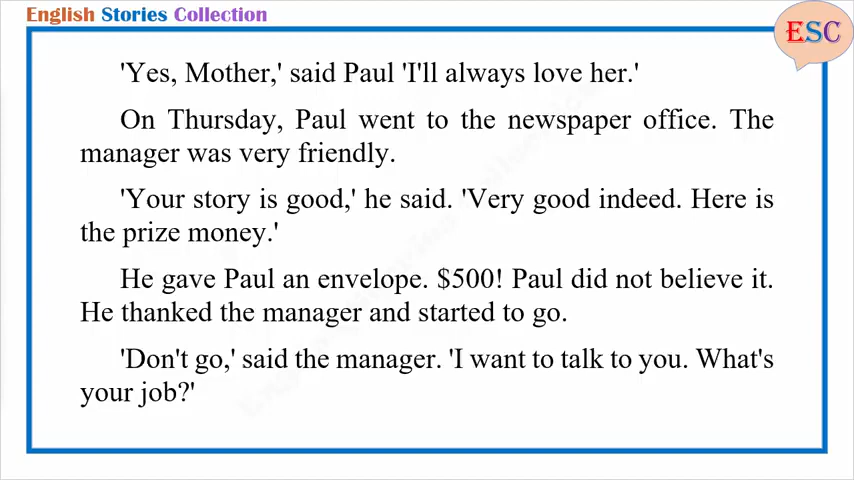 English Stories Collection
ESC
'Yes, Mother,' said Paul 'I'll always love her.'
On Thursday, Paul went to the newspaper office. The
manager was very friendly.
'Your story is good,' he said. 'Very good indeed. Here is
the prize money.'
He gave Paul an envelope. $500! Paul did not believe it.
He thanked the manager and started to go.
'Don't go,' said the manager. 'I want to talk to you. What's
your job?'